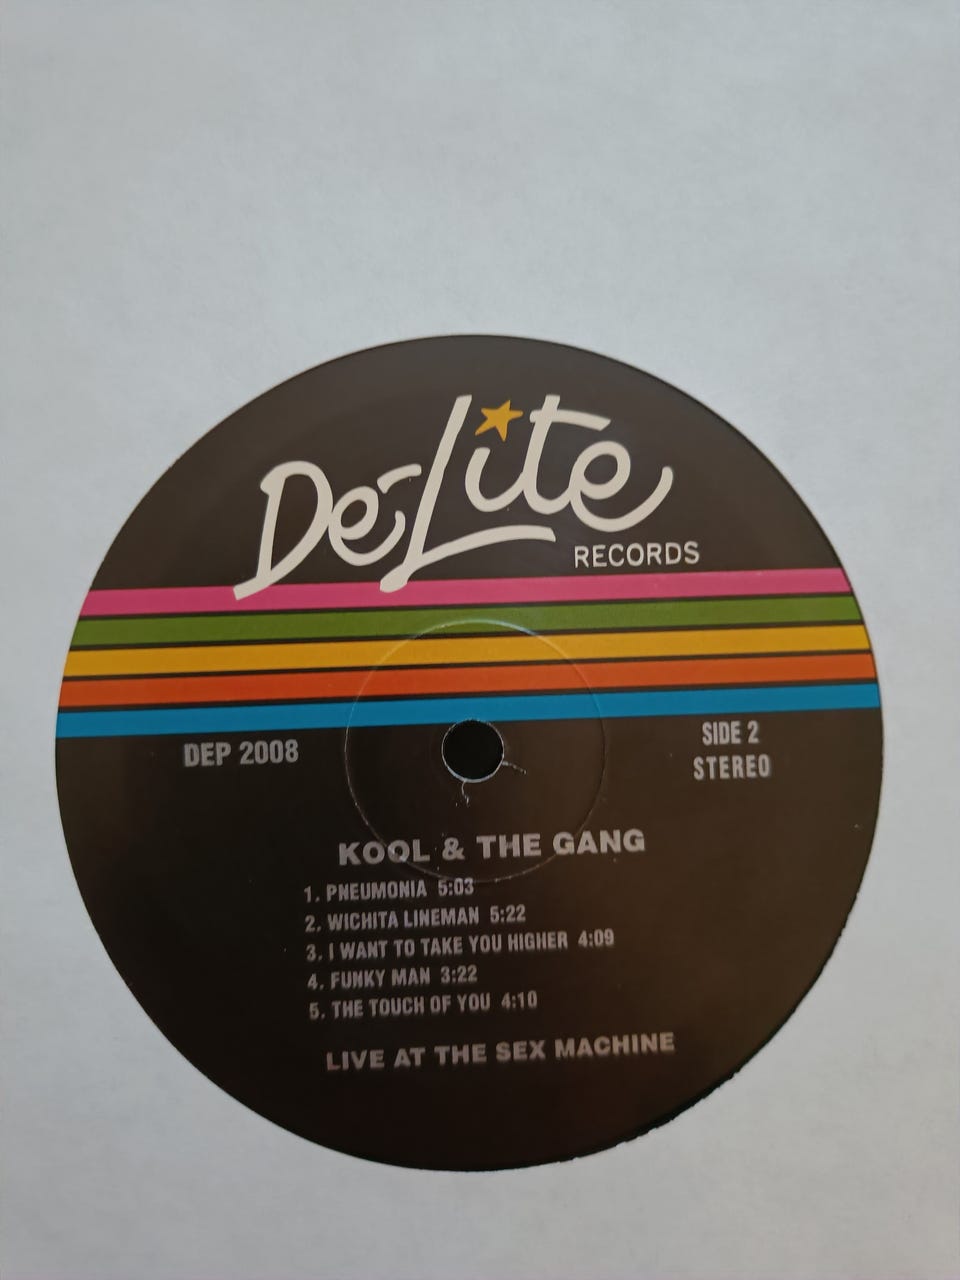 De-Lite
RECORDS
DEP 2008
SIDE 2
STEREO
KOOL & THE GANG
1. PNEUMONIA 5:03
2. WICHITA LINEMAN 5:22
3. I WANT TO TAKE YOU HIGHER 4:09
4. FUNKY MAN 3:22
5. THE TOUCH OF YOU 4:10
LIVE AT THE SEX MACHINE